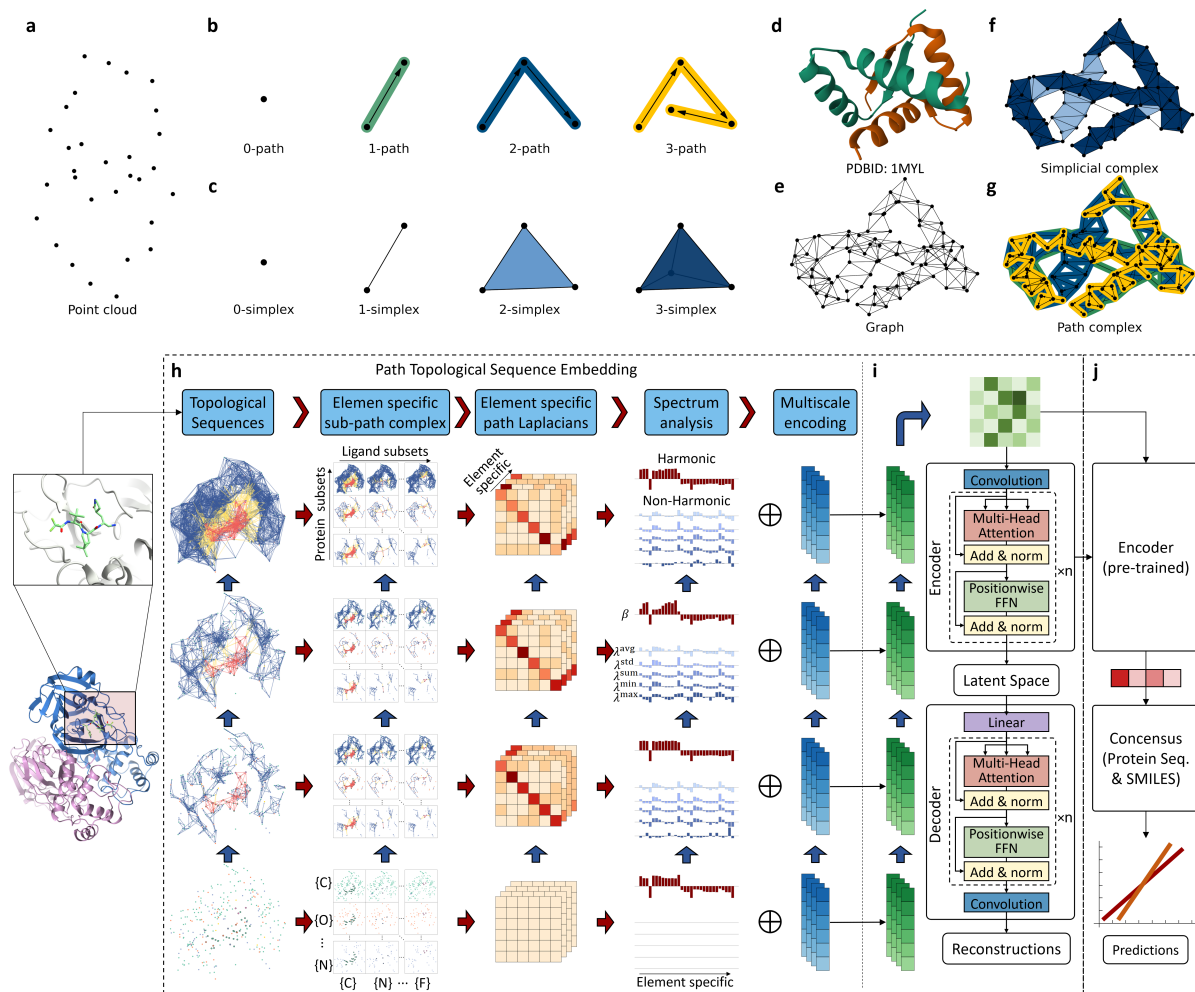 a
b
d
f
0-path
1-path
2-path
3-path
PDBID: 1MYL
Simplicial complex
c
e
g
Point cloud
0-simplex
1-simplex
2-simplex
3-simplex
Graph
Path complex
h
Path Topological Sequence Embedding
i
j
Topological
Sequences
Elemen specific
sub-path complex
Element specific
path Laplacians
Spectrum
analysis
Multiscale
encoding
Ligand subsets
Protein subsets
Element
specific
Harmonic
Non-Harmonic
β
λavg
λstd
λsum
λmin
λmax
{C}
{O}
⋮
{N}
{C}
{N}
···
{F}
Element specific
Encoder
Convolution
Multi-Head
Attention
Add & norm
Positionwise
FFN
Add & norm
×n
Latent Space
Decoder
Linear
Multi-Head
Attention
Add & norm
Positionwise
FFN
Add & norm
×n
Convolution
Reconstructions
Encoder
(pre-trained)
Concensus
(Protein Seq.
& SMILES)
Predictions